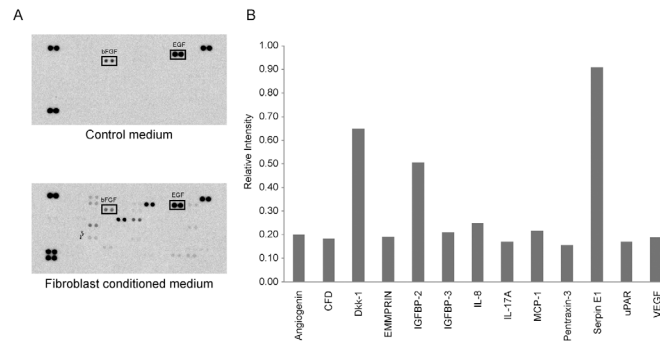 A
bFGF
EGF
Control medium
bFGF
EGF
Fibroblast conditioned medium
B
Relative Intensity
1.00
0.90
0.80
0.70
0.60
0.50
0.40
0.30
0.20
0.10
0.00
Angiogenin
CFD
Dkk-1
EMMPRIN
IGFBP-2
IGFBP-3
IL-8
IL-17A
MCP-1
Pentraxin-3
Serpin E1
uPAR
VEGF